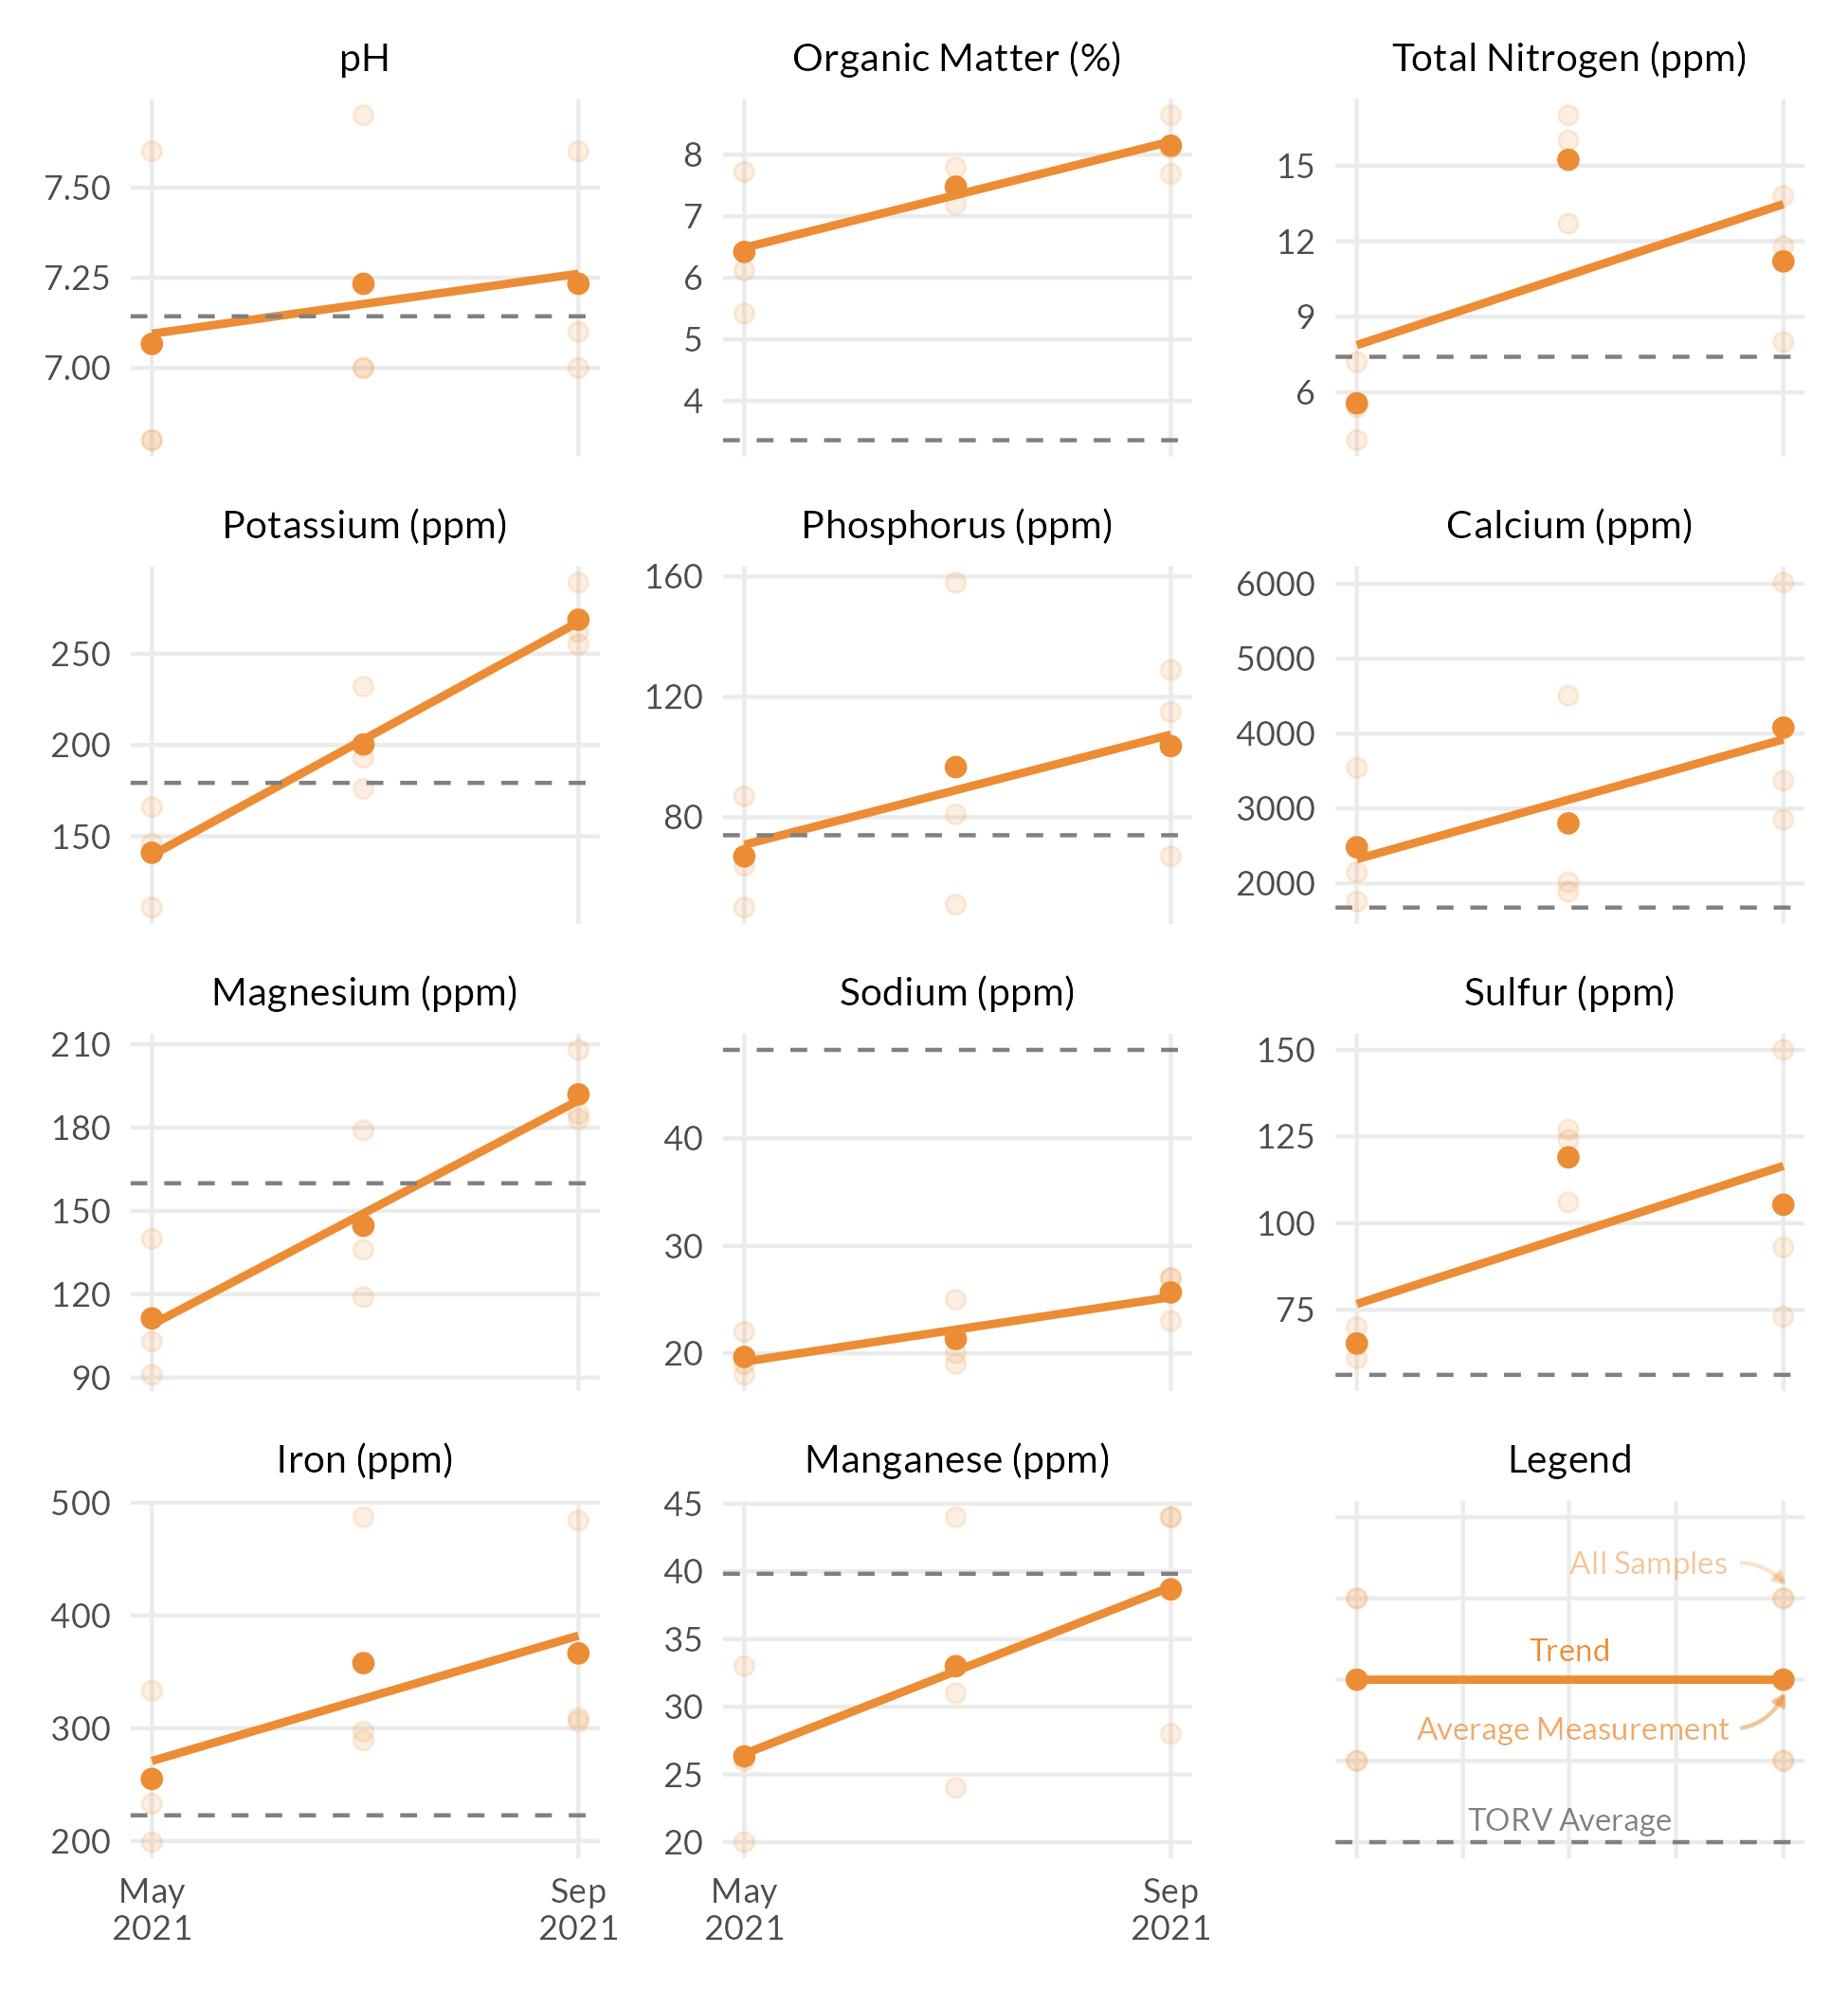 pH
Organic Matter (%)
Total Nitrogen (ppm)
7.50
7.25
7.00
8
7
6
5
4
15
12
9
6
Potassium (ppm)
Phosphorus (ppm)
Calcium (ppm)
250
200
150
160
120
80
6000
5000
4000
3000
2000
Magnesium (ppm)
Sodium (ppm)
Sulfur (ppm)
210
180
150
120
90
40
30
20
150
125
100
75
Iron (ppm)
Manganese (ppm)
Legend
500
400
300
200
45
40
35
30
25
20
All Samples
Trend
Average Measurement
TORV Average
May
2021
Sep
2021
May
2021
Sep
2021